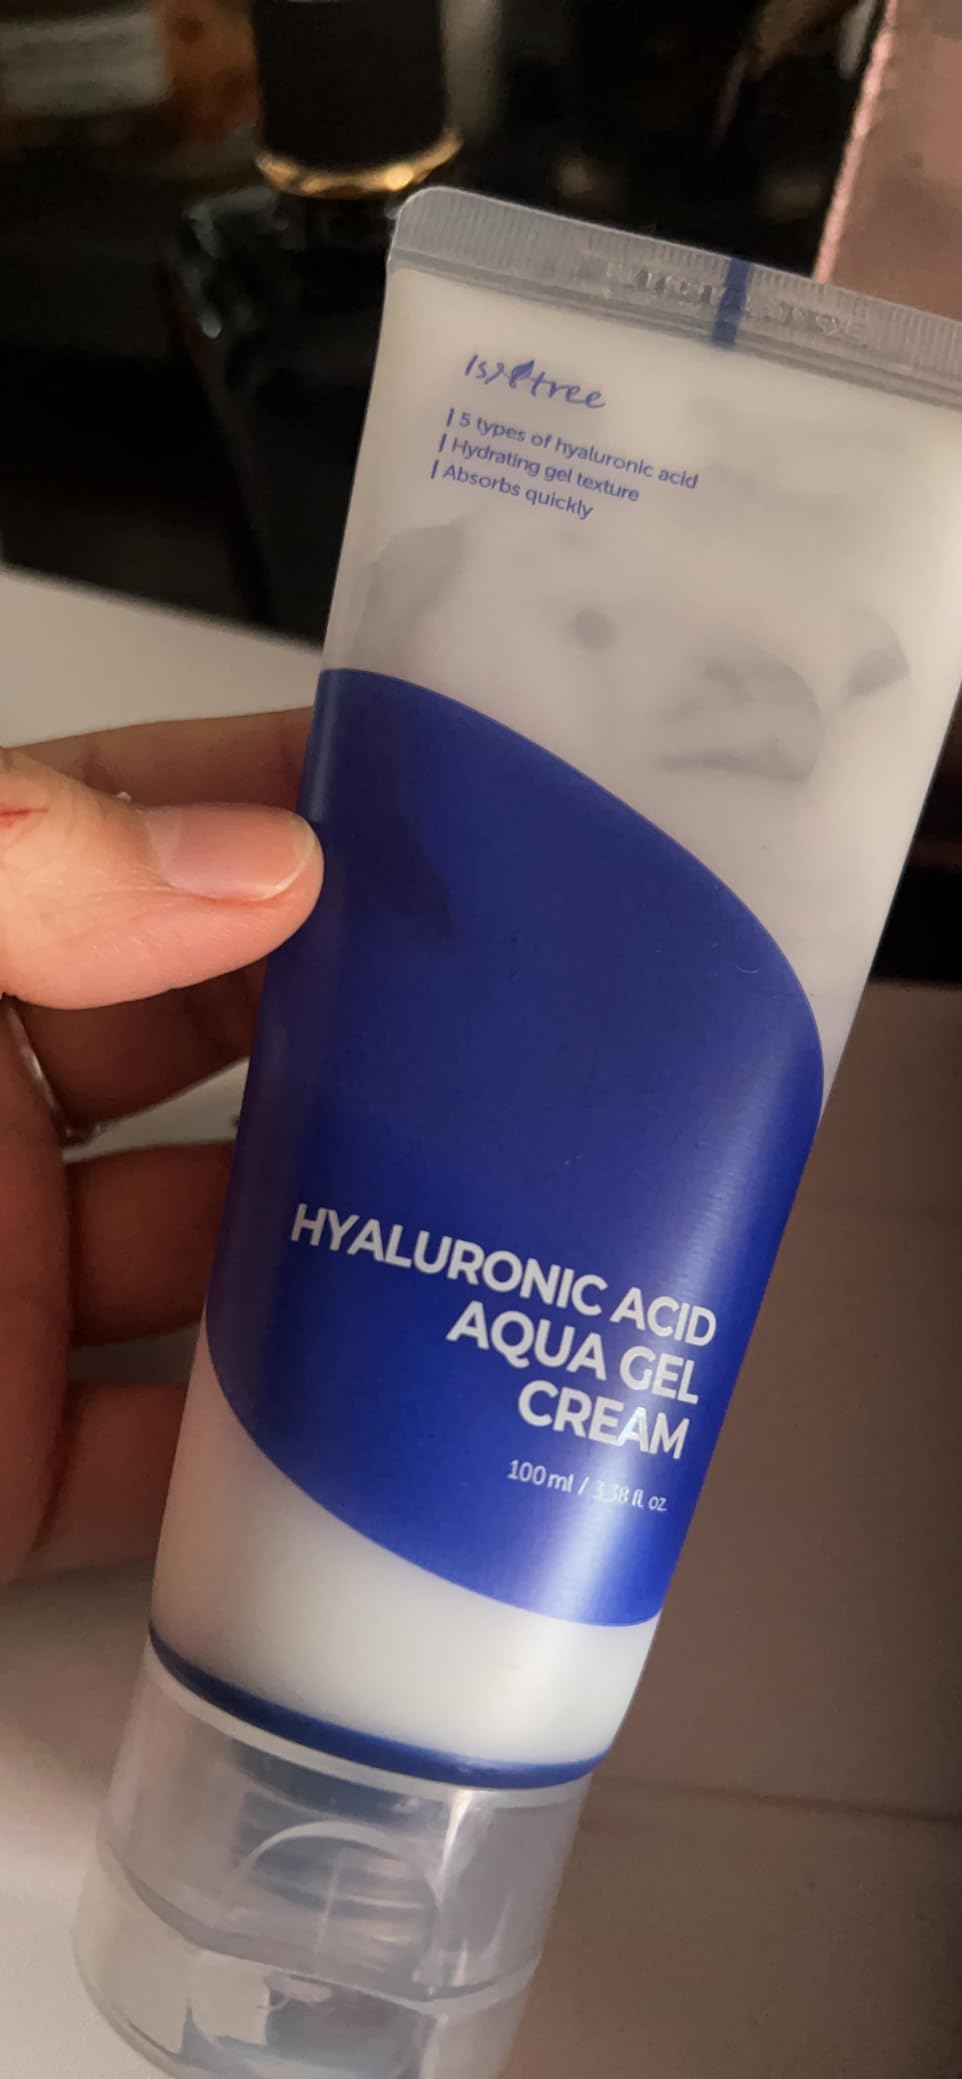 Isntree
| 5 types of hyaluronic acid
| Hydrating gel texture
| Absorbs quickly
HYALURONIC ACID
AQUA GEL
CREAM
100 ml / 3.38 fl. oz.